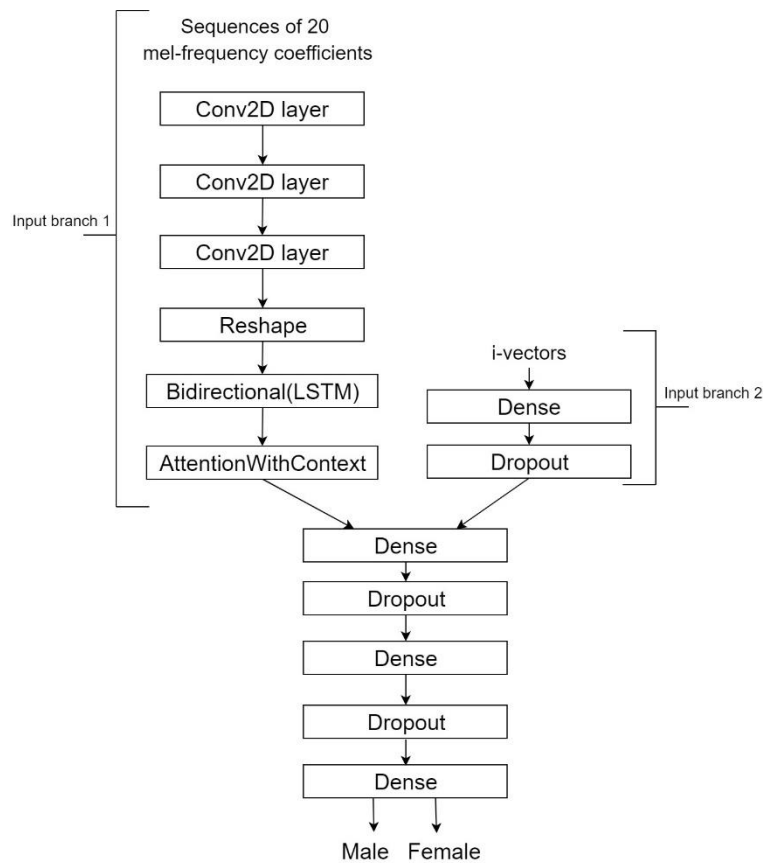 Sequences of 20
mel-frequency coefficients
Conv2D layer
Conv2D layer
Conv2D layer
Reshape
Bidirectional(LSTM)
AttentionWithContext
Input branch 1
i-vectors
Dense
Dropout
Input branch 2
Dense
Dropout
Dense
Dropout
Dense
Male Female